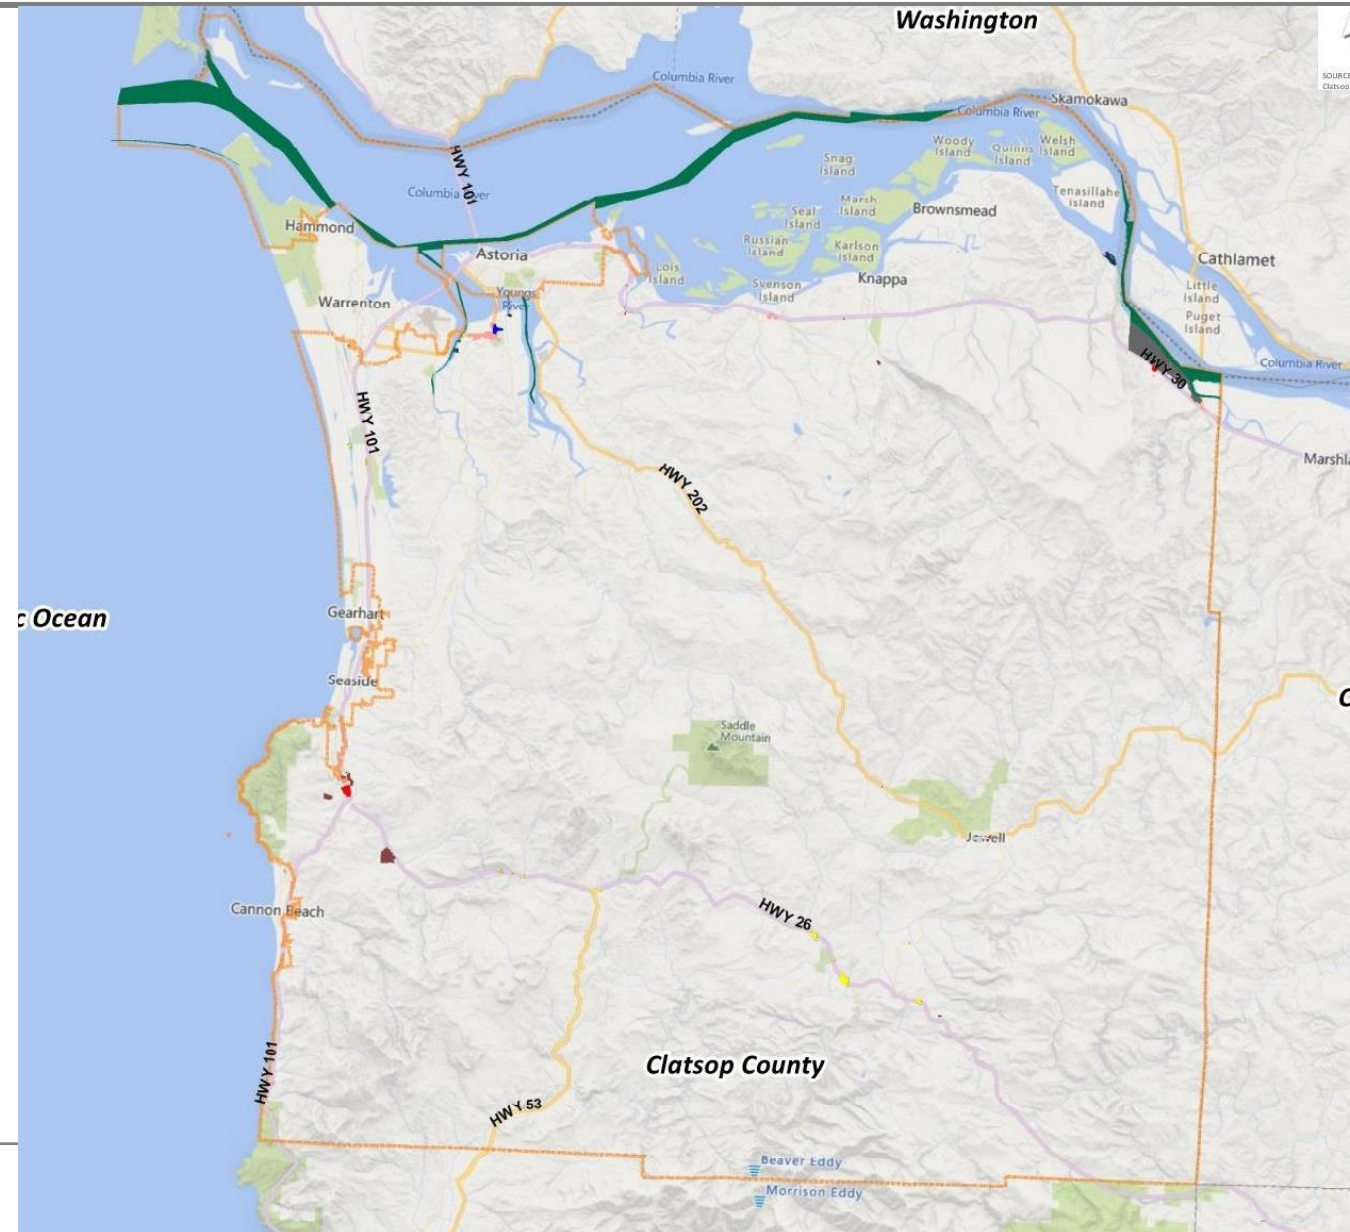 Washington
SOURCE
Clatsop
Columbia River
Skamokawa
Columbia River
HWY 101
Woody
Island
Quinns
Island
Welsh
Island
Snag
Island
Columbia River
Tenasillahe
Island
Marsh
Island
Seal
Island
Brownsmead
Hammond
Russian
Island
Karlson
Island
Astoria
Cathlamet
Lois
Island
Svenson
Island
Knappa
Little
Island
Youngs
River
Warrenton
Puget
Island
HWY 30
Columbia River
HWY 101
Marshla
HWY 202
c Ocean
Gearhart
Seaside
C
Saddle
Mountain
Jewell
Cannon Beach
HWY 26
HWY 101
Clatsop County
HWY 53
Beaver Eddy
Morrison Eddy